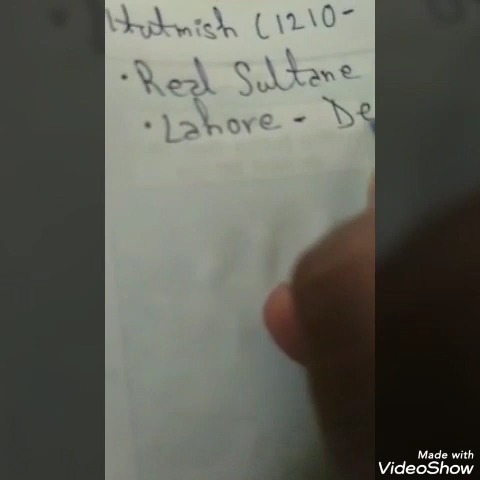 Iltutmish (1210-
• Real Sultane
• Lahore - De
Made with
VideoShow